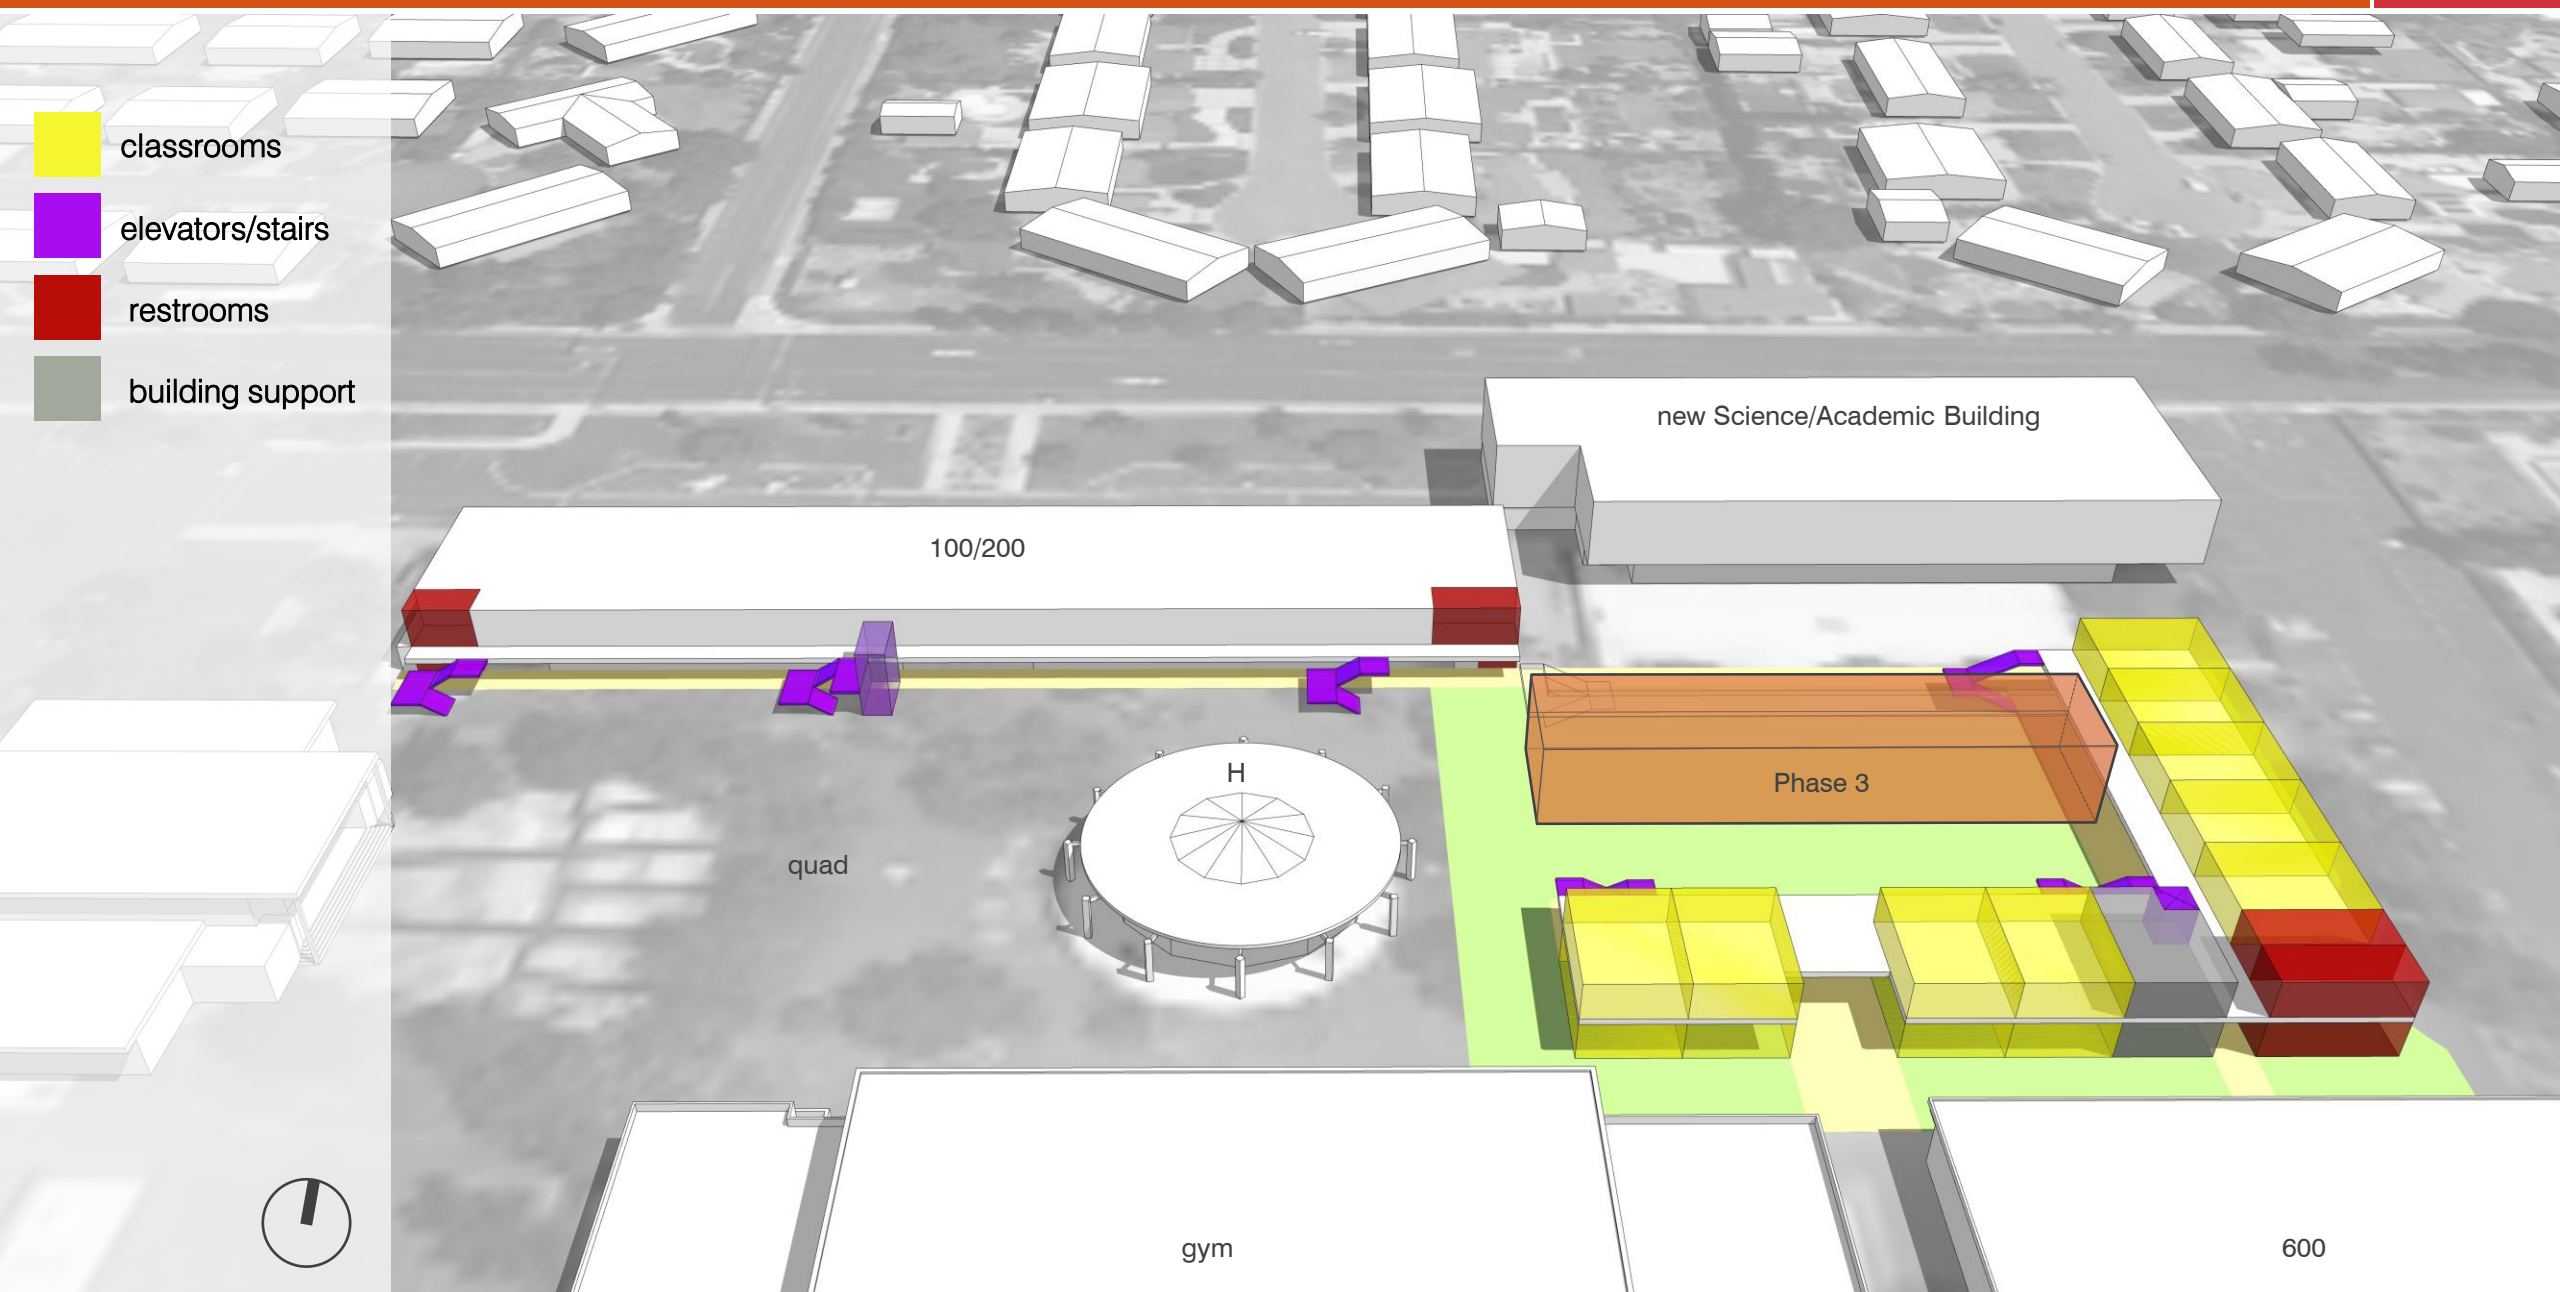 classrooms
elevators/stairs
restrooms
building support
new Science/Academic Building
100/200
H
Phase 3
quad
gym
600